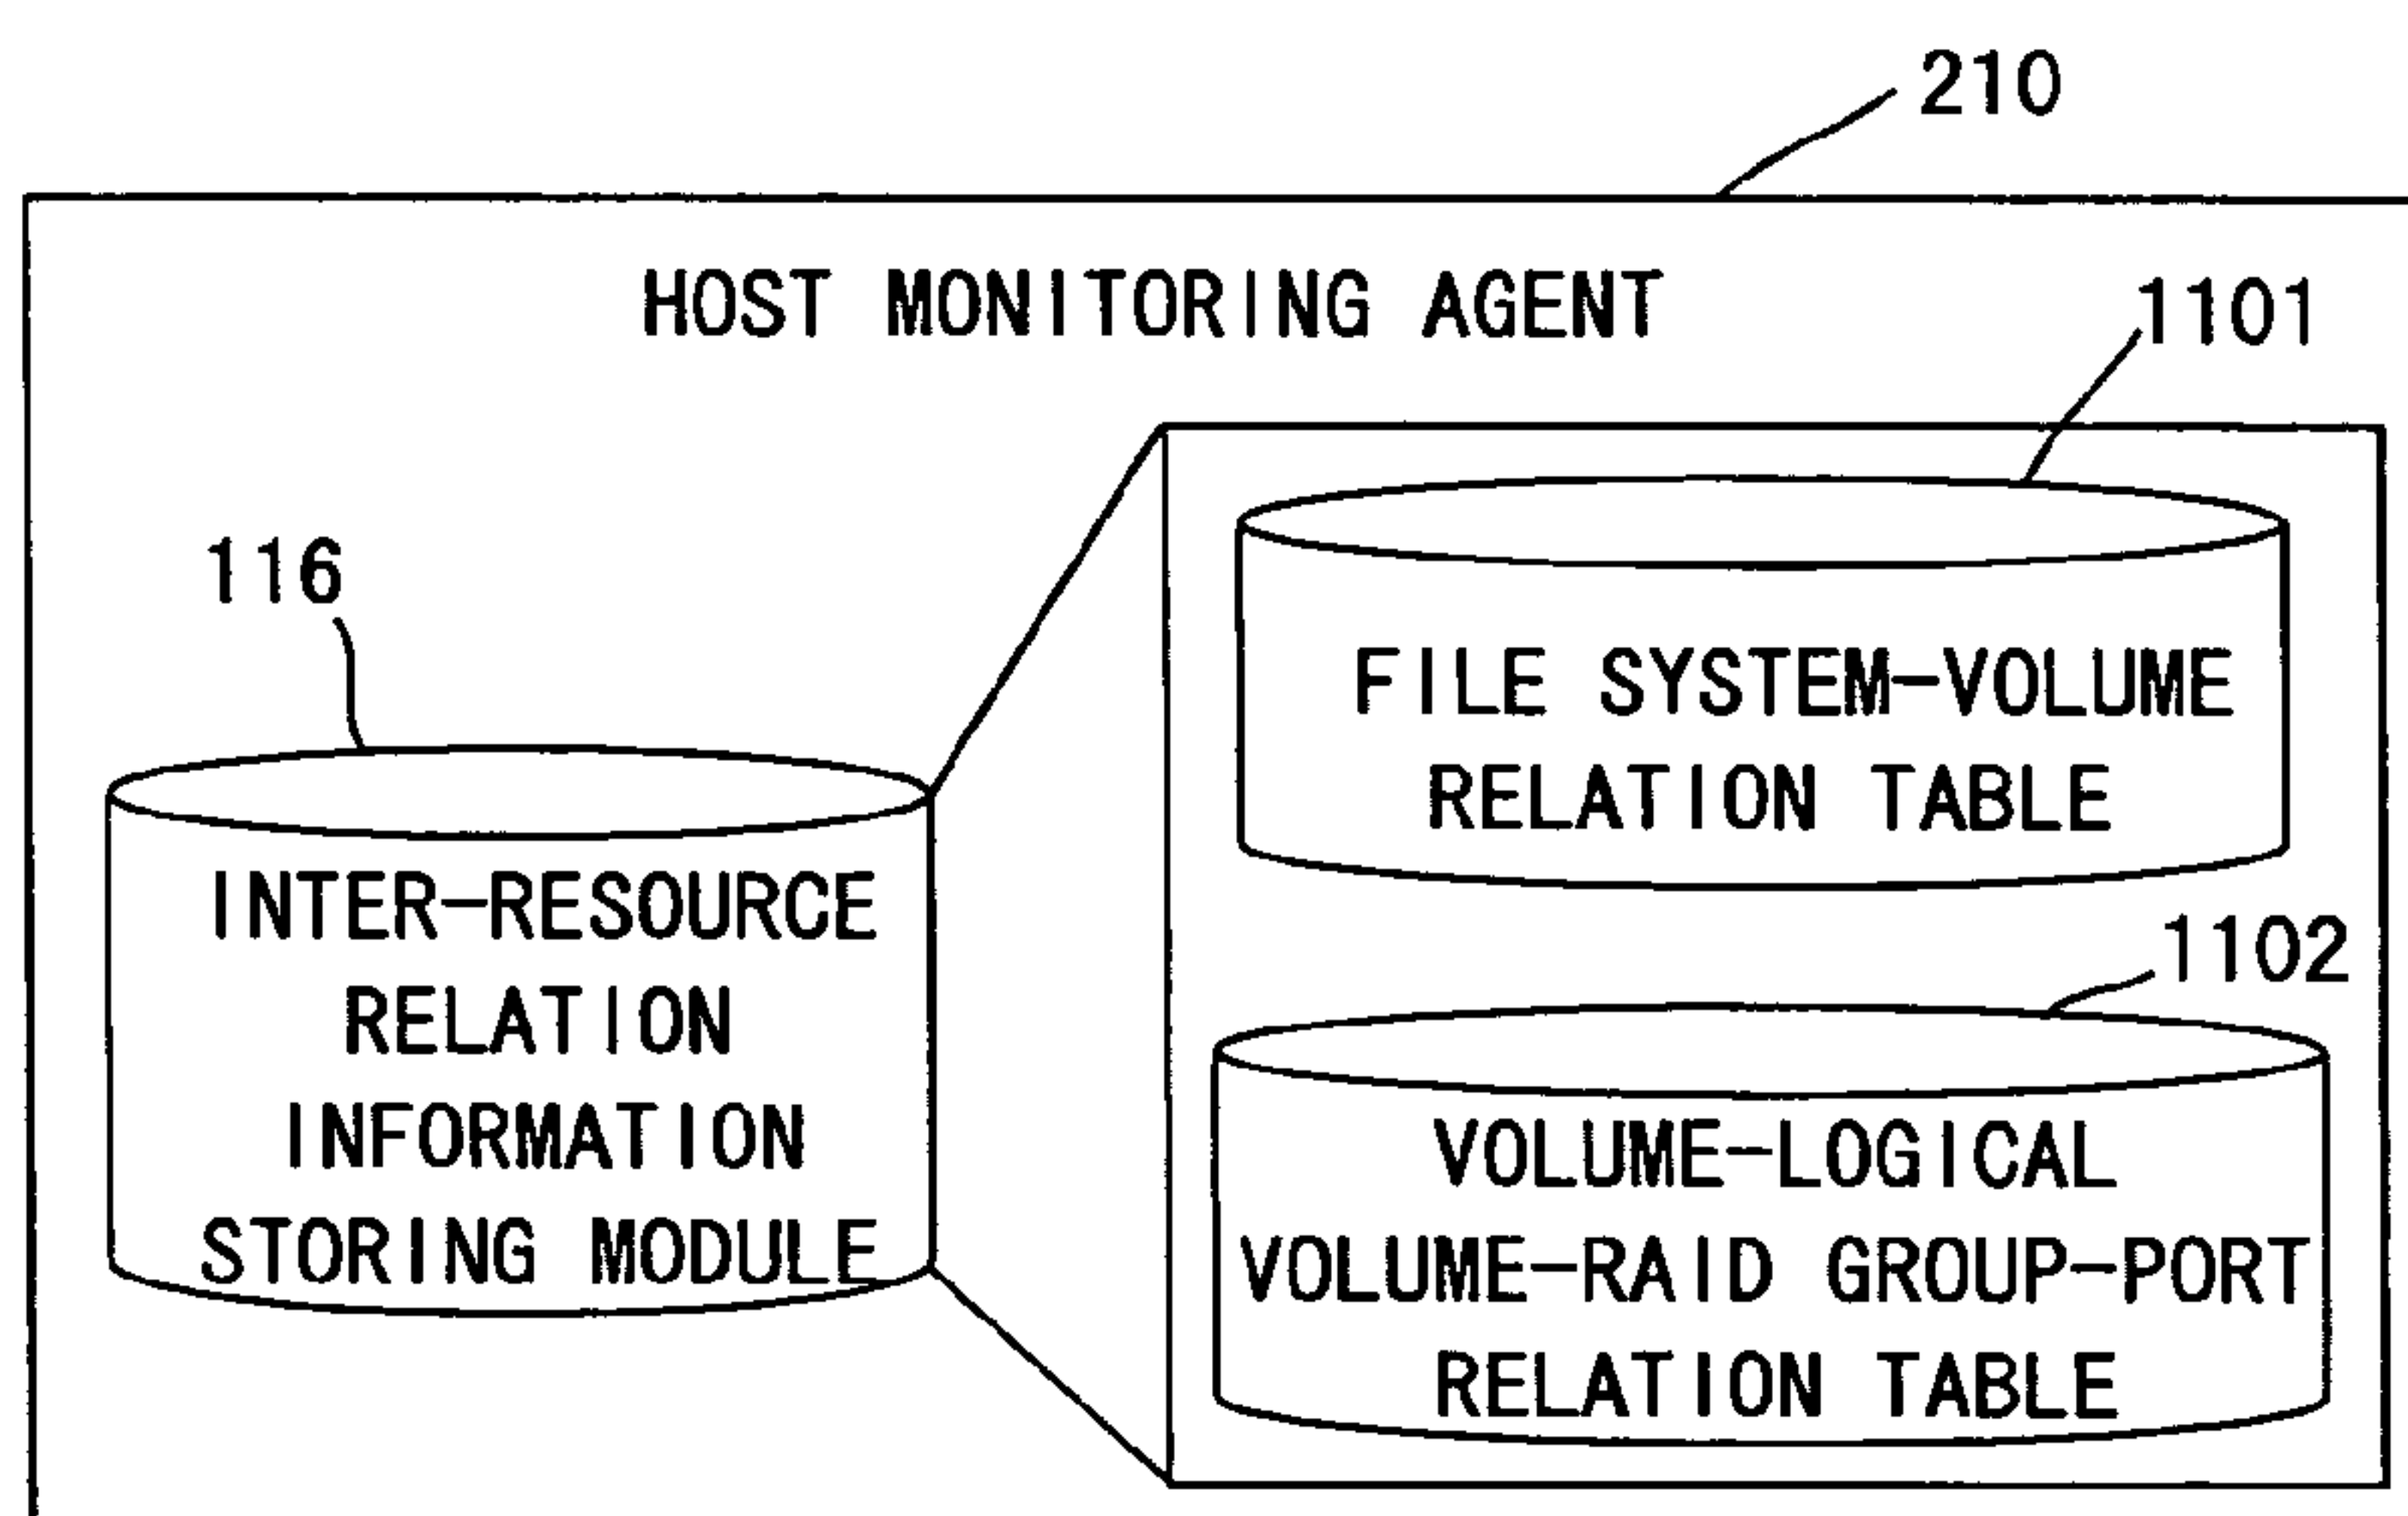 210
HOST MONITORING AGENT
1101
FILE SYSTEM-VOLUME
RELATION TABLE
116
INTER-RESOURCE
RELATION
INFORMATION
STORING MODULE
1102
VOLUME-LOGICAL
VOLUME-RAID GROUP-PORT
RELATION TABLE